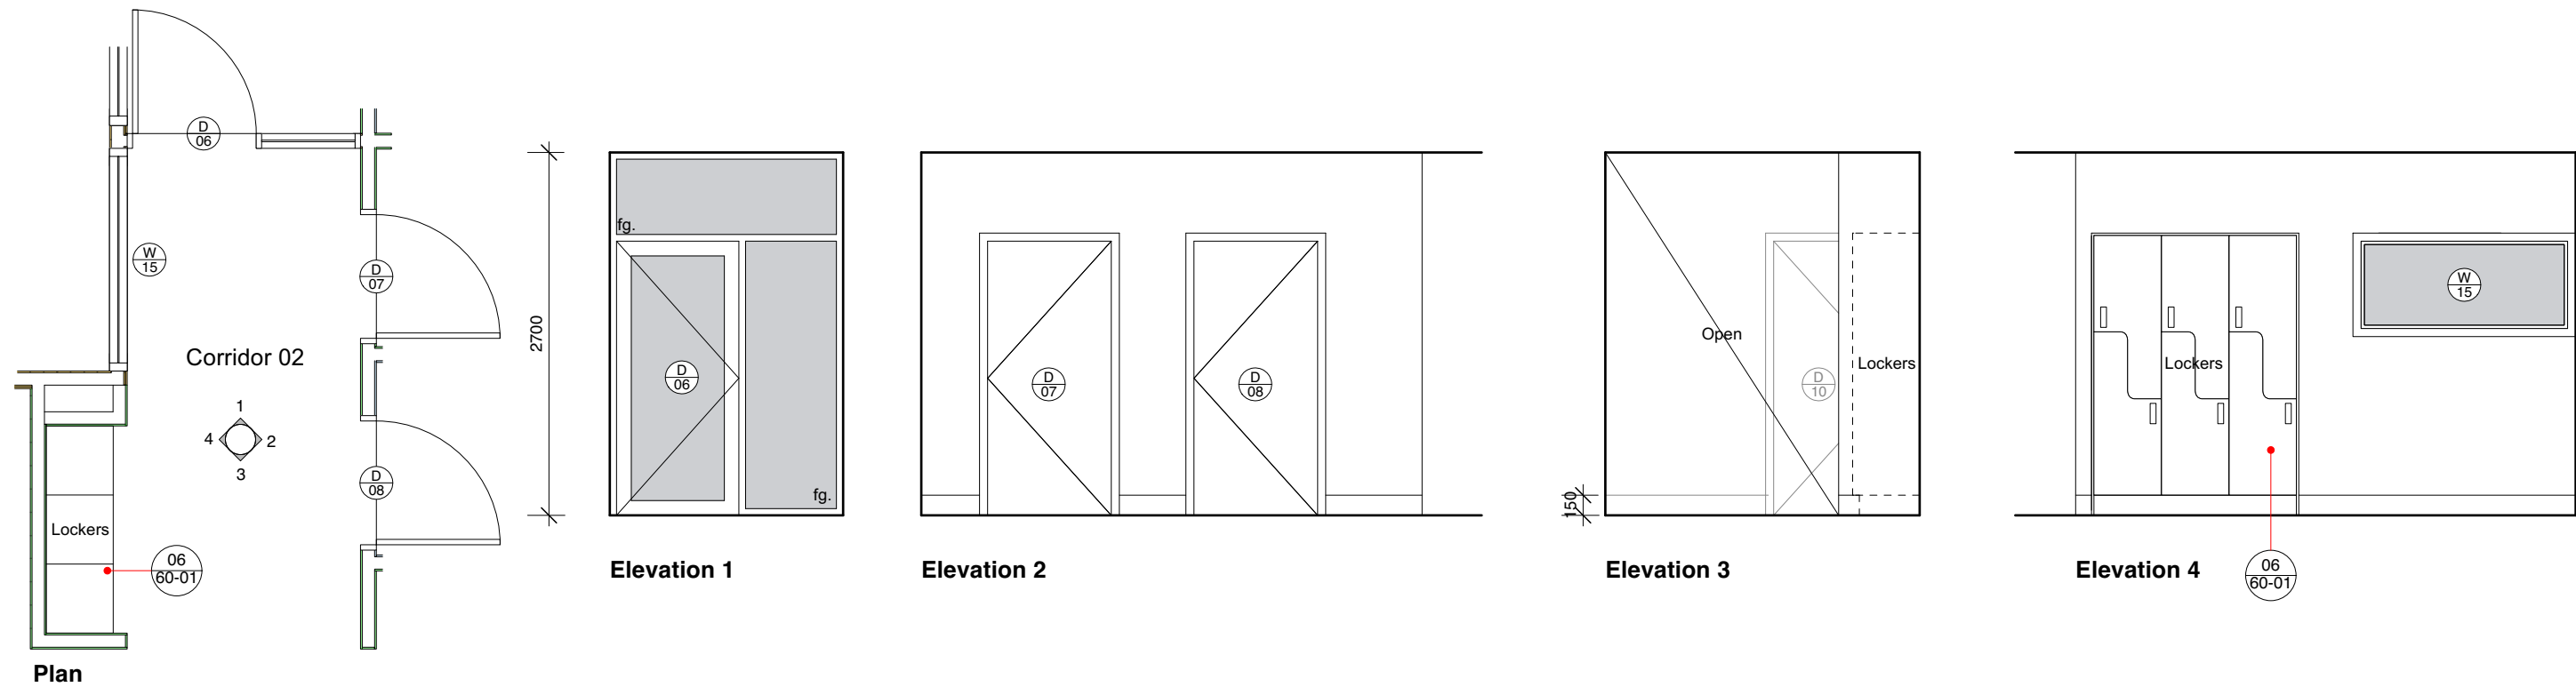 D
06
W
15
D
07
Corridor 02
1
4
2
3
D
08
Lockers
06
60-01
Plan
2700
fg.
D
06
fg.
Elevation 1
D
07
D
08
Elevation 2
150
Open
D
10
Lockers
Elevation 3
Lockers
W
15
Elevation 4
06
60-01